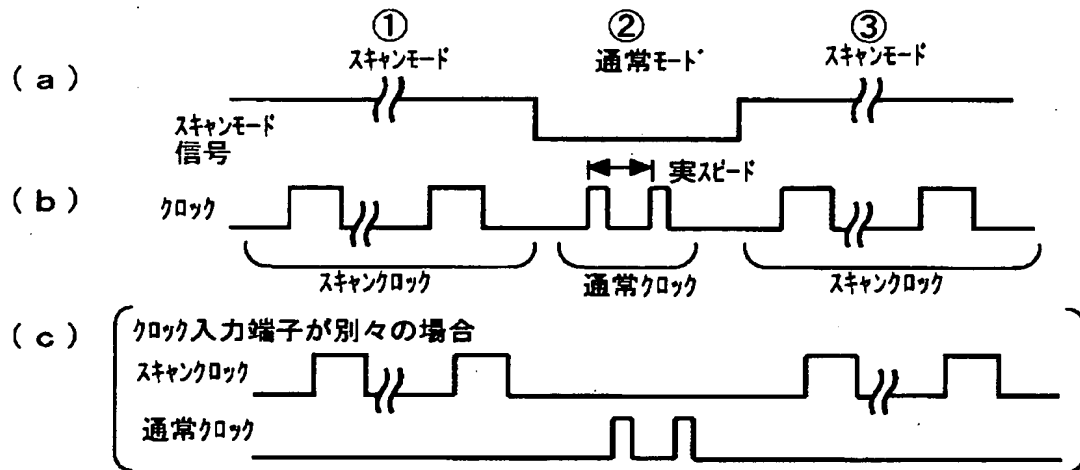 ① ② ③
スキャンモード 通常モード スキャンモード
(a)
スキャンモード
信号
実スピード
(b) クロック
スキャンクロック 通常クロック スキャンクロック
(c) クロック入力端子が別々の場合
スキャンクロック
通常クロック